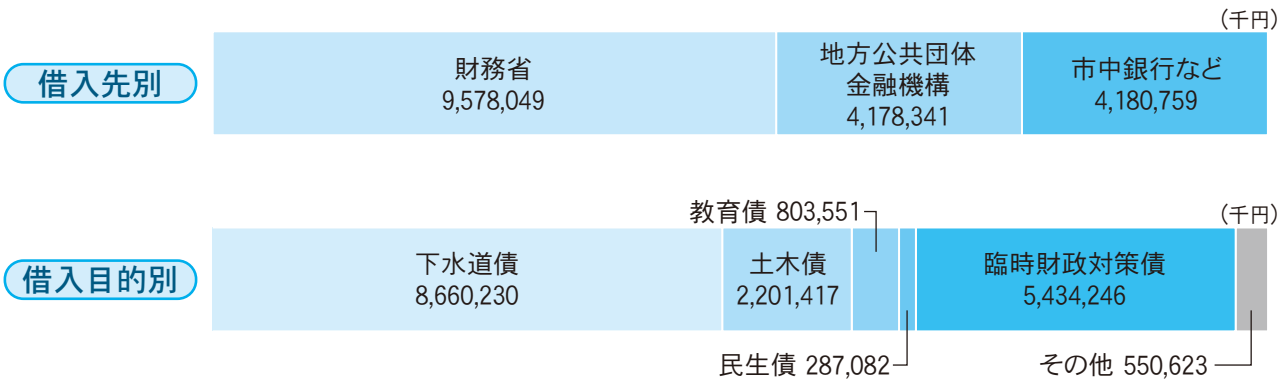 (千円)
借入先別
財務省
9,578,049
地方公共団体
金融機構
4,178,341
市中銀行など
4,180,759
教育債 803,551
(千円)
借入目的別
下水道債
8,660,230
土木債
2,201,417
臨時財政対策債
5,434,246
民生債 287,082
その他 550,623